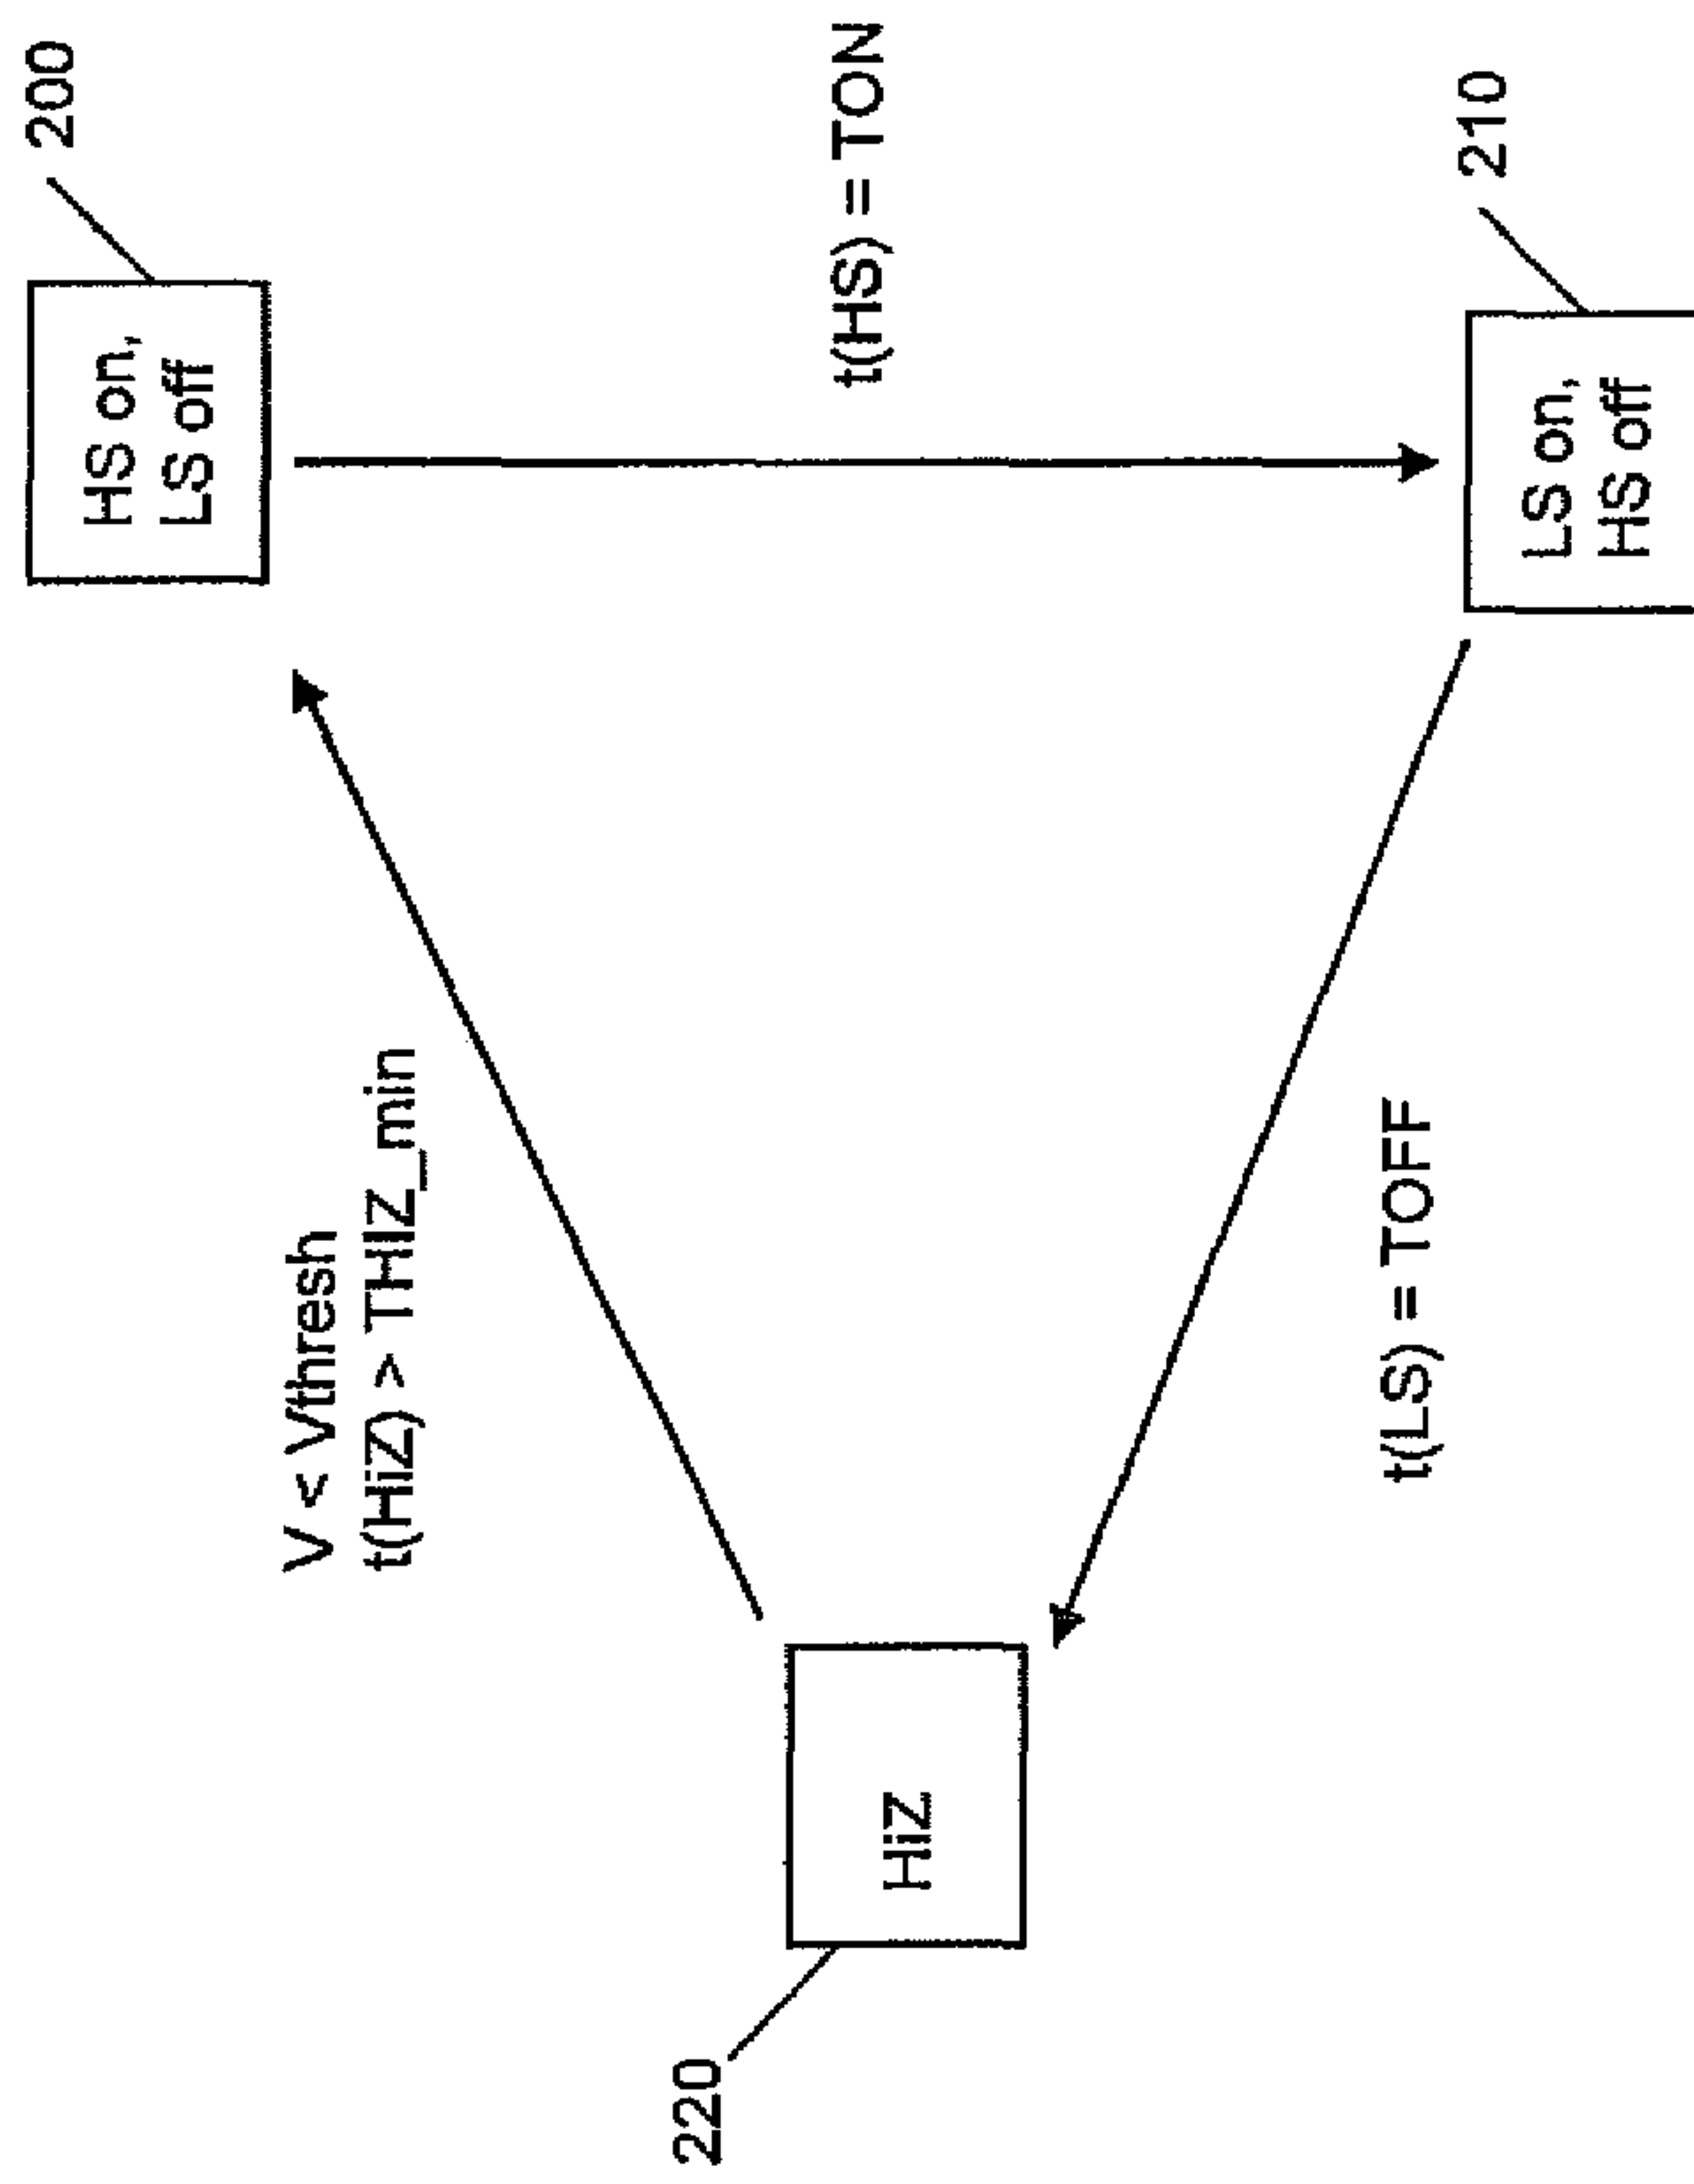 200
HS on,
LS off
V < Vthresh
t(HiZ) > THIZ_min
220
t(HS) = TON
HiZ
t(LS) = TOFF
210
LS on,
HS off